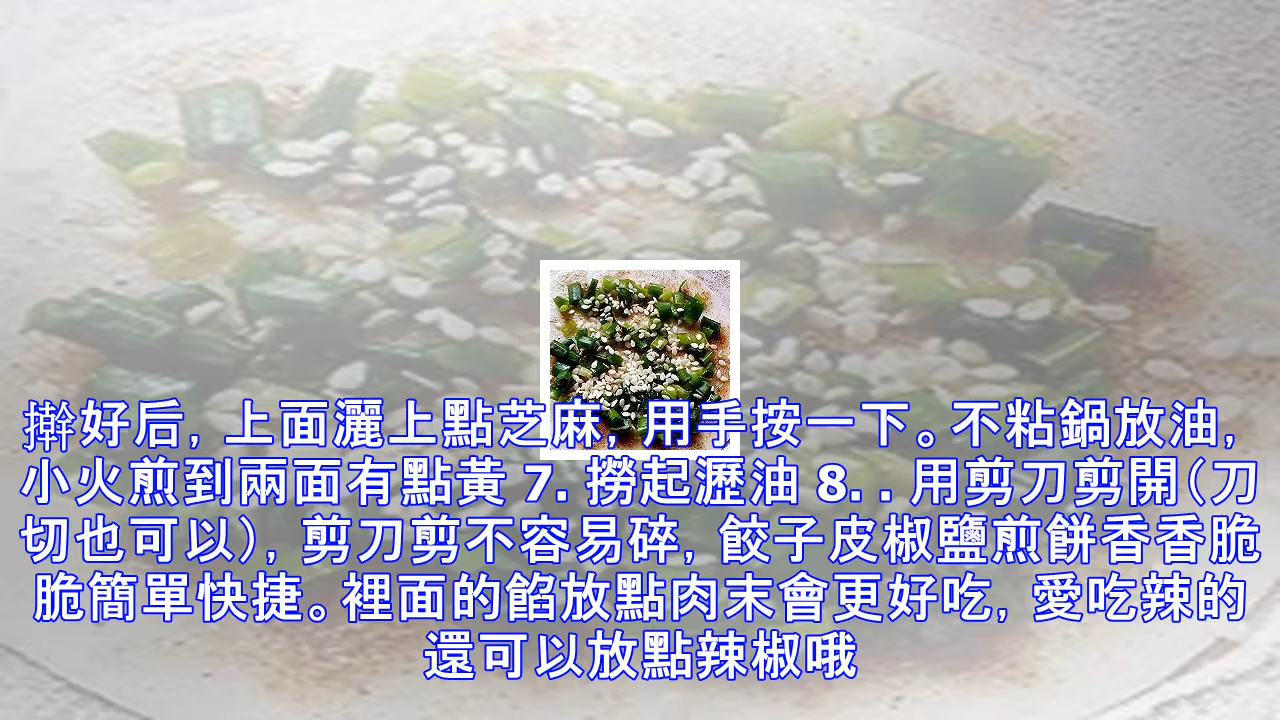 擀好后, 上面灑上點芝麻, 用手按一下。不粘鍋放油,
小火煎到兩面有點黃 7. 撈起瀝油 8. . 用剪刀剪開(刀
切也可以), 剪刀剪不容易碎, 餃子皮椒鹽煎餅香香脆
脆簡單快捷。裡面的餡放點肉末會更好吃, 愛吃辣的
還可以放點辣椒哦